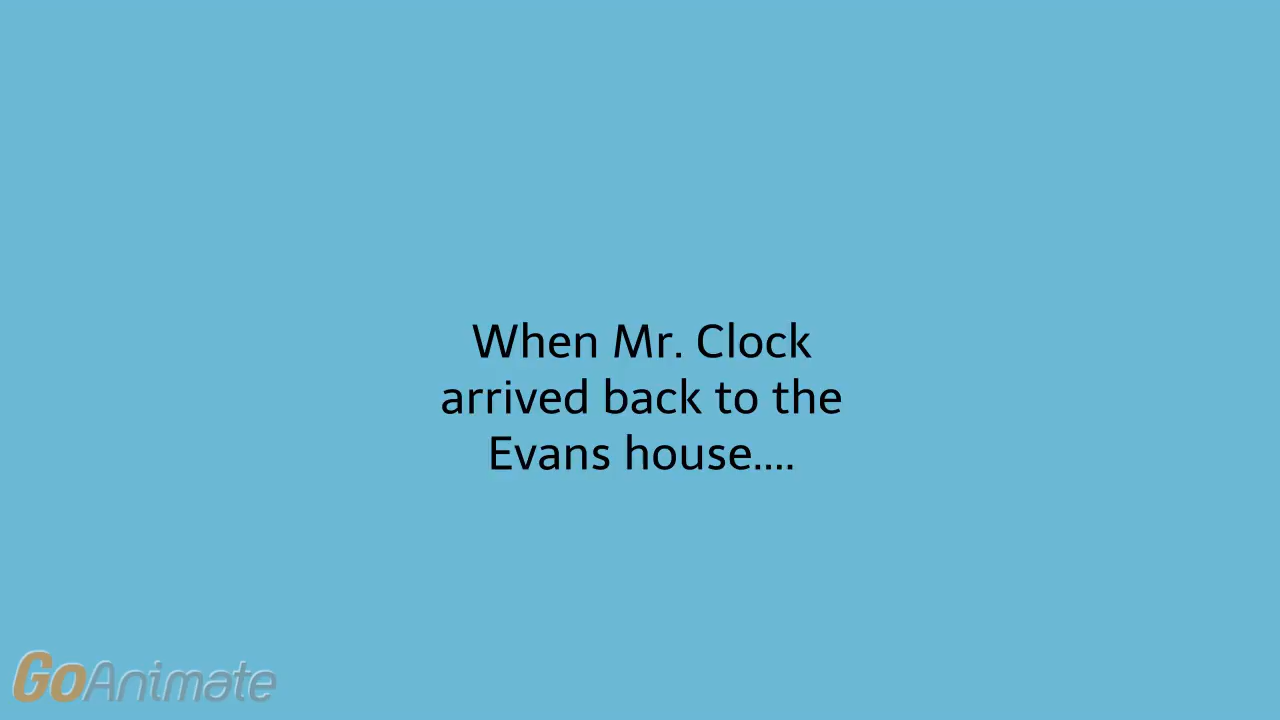 When Mr. Clock
arrived back to the
Evans house....
GoAnimate